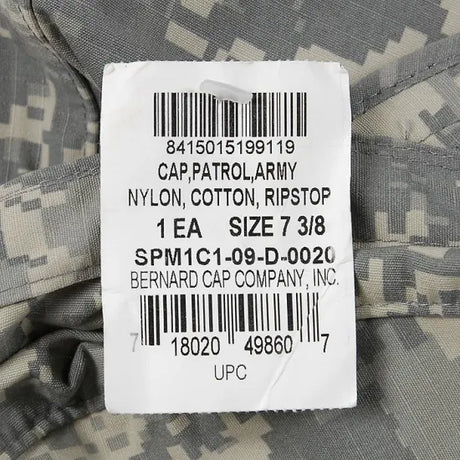 8415015199119
CAP,PATROL,ARMY
NYLON, COTTON, RIPSTOP
1 EA SIZE 7 3/8
SPM1C1-09-D-0020
BERNARD CAP COMPANY, INC.
7 18020 49860 7
UPC